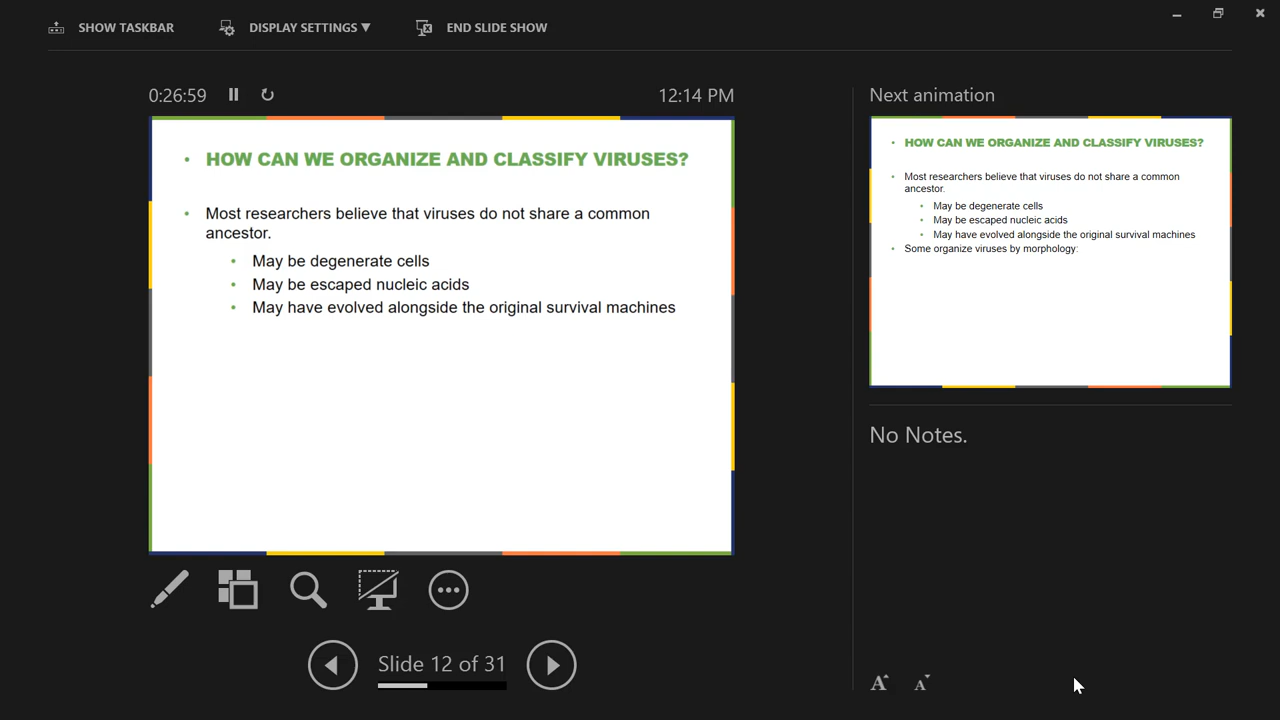 SHOW TASKBAR
DISPLAY SETTINGS ▼
END SLIDE SHOW
0:26:59
12:14 PM
• HOW CAN WE ORGANIZE AND CLASSIFY VIRUSES?
• Most researchers believe that viruses do not share a common
ancestor.
• May be degenerate cells
• May be escaped nucleic acids
• May have evolved alongside the original survival machines
Slide 12 of 31
Next animation
• HOW CAN WE ORGANIZE AND CLASSIFY VIRUSES?
• Most researchers believe that viruses do not share a common
ancestor.
• May be degenerate cells
• May be escaped nucleic acids
• May have evolved alongside the original survival machines
• Some organize viruses by morphology:
No Notes.
A A